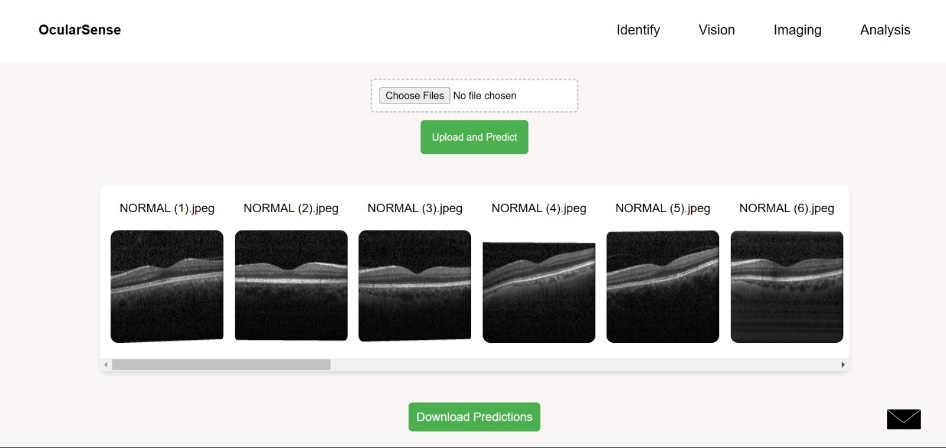 OcularSense Identify Vision Imaging Analysis
Choose Files No file chosen
Upload and Predict
NORMAL (1).jpeg NORMAL (2).jpeg NORMAL (3).jpeg NORMAL (4).jpeg NORMAL (5).jpeg NORMAL (6).jpeg
Download Predictions